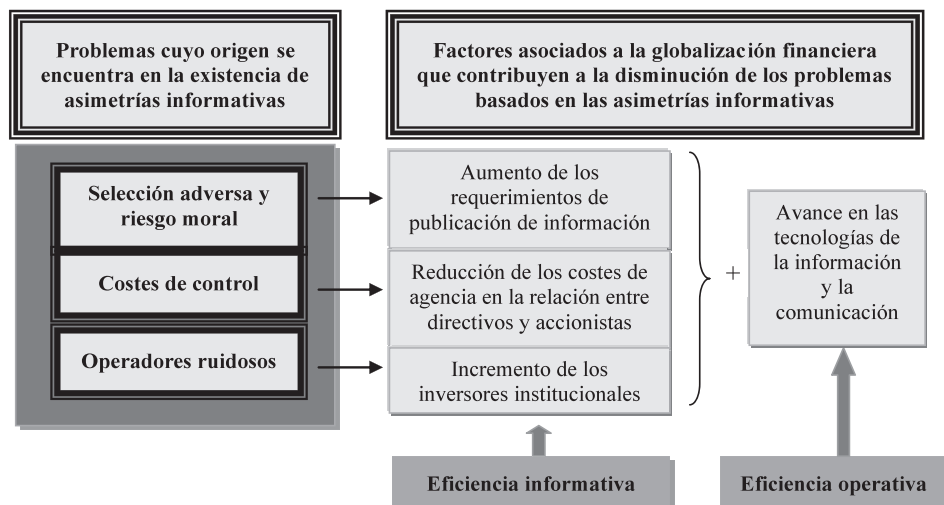 Problemas cuyo origen se
encuentra en la existencia de
asimetrías informativas
Factores asociados a la globalización financiera
que contribuyen a la disminución de los problemas
basados en las asimetrías informativas
Selección adversa y
riesgo moral
Costes de control
Operadores ruidosos
Aumento de los
requerimientos de
publicación de información
Reducción de los costes de
agencia en la relación entre
directivos y accionistas
Incremento de los
inversores institucionales
+
Avance en las
tecnologías de
la información
y la
comunicación
Eficiencia informativa
Eficiencia operativa